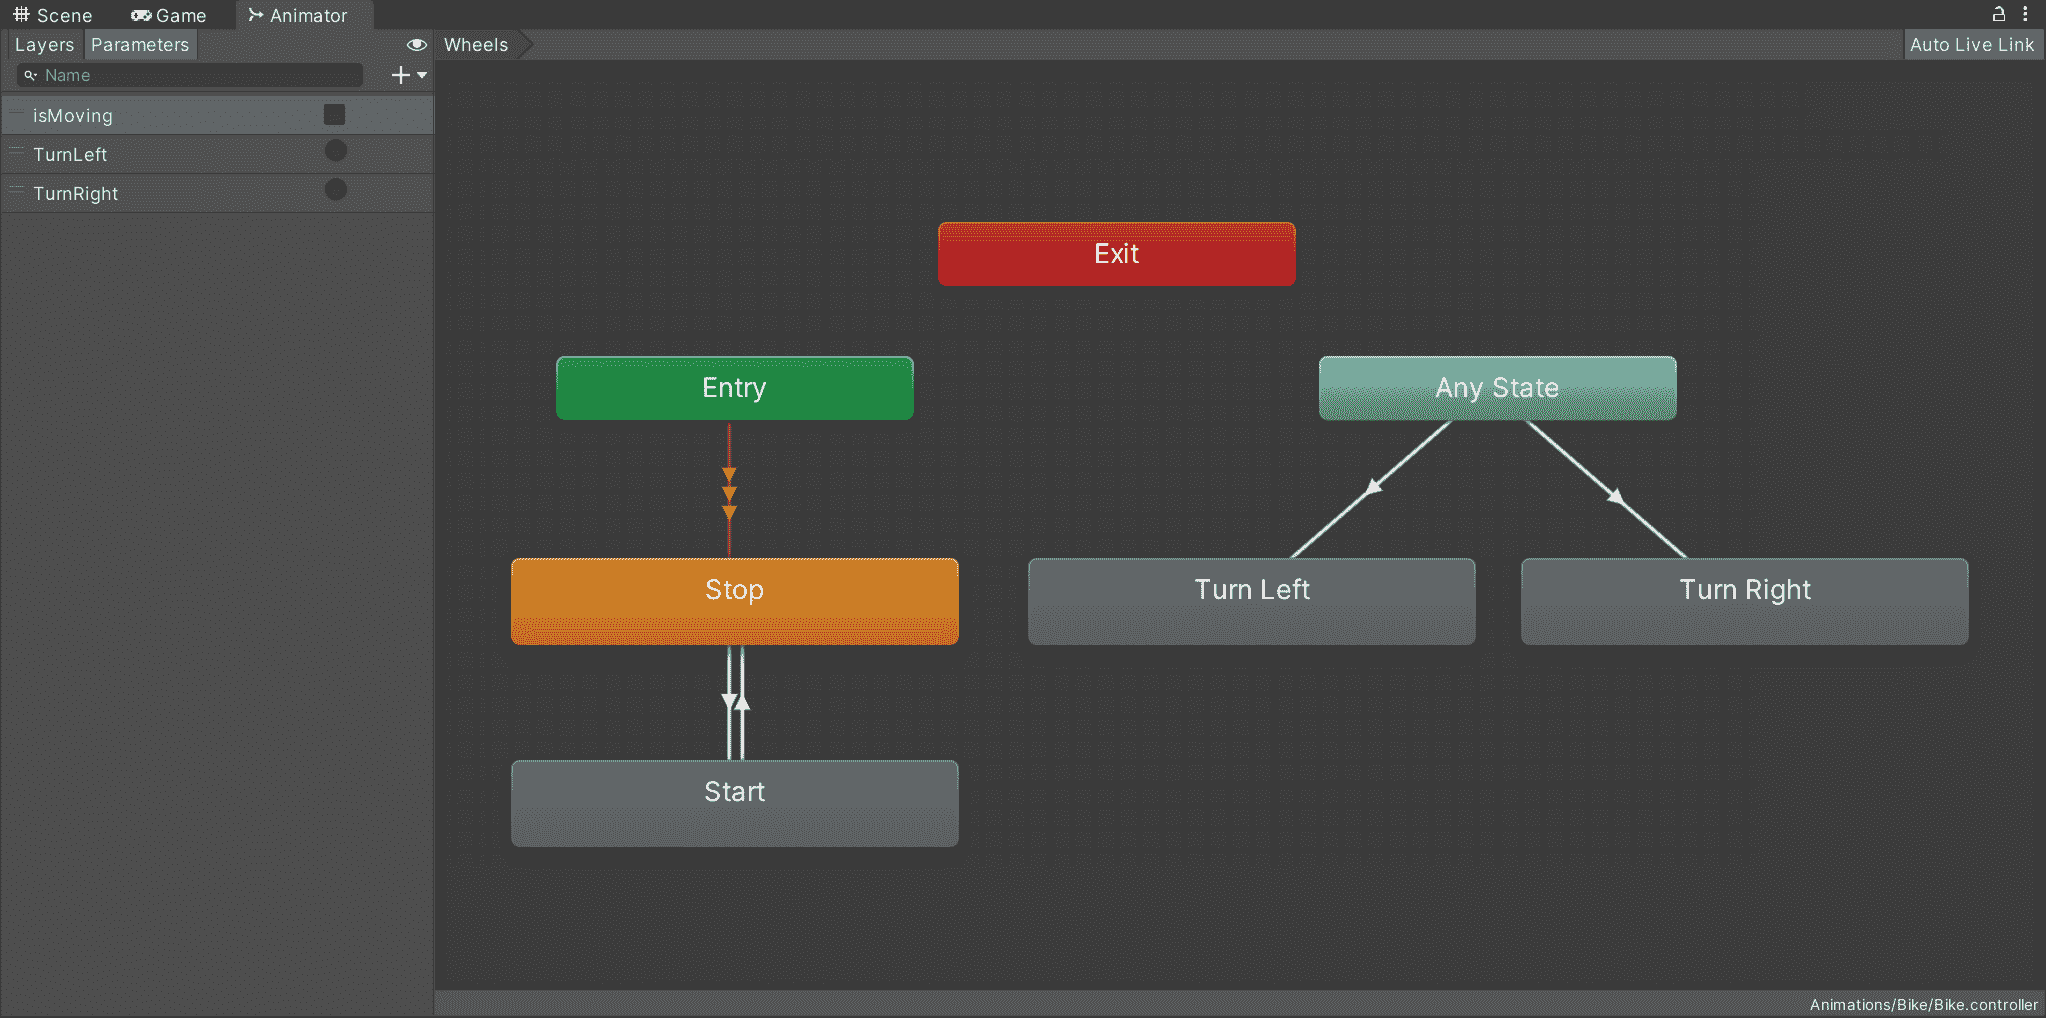 Scene Game Animator
Layers Parameters Wheels Auto Live Link
Name
isMoving
TurnLeft
TurnRight
Exit
Entry Any State
Stop Turn Left Turn Right
Start
Animations/Bike/Bike.controller